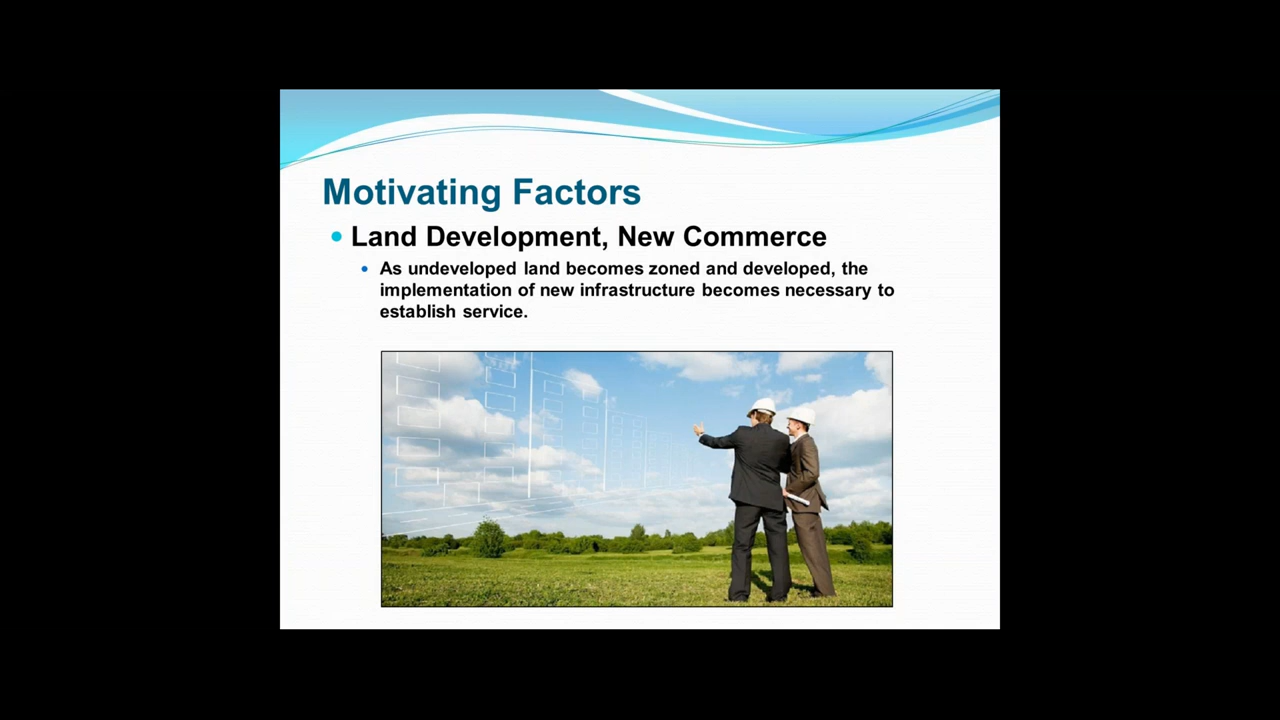 Motivating Factors
Land Development, New Commerce
As undeveloped land becomes zoned and developed, the
implementation of new infrastructure becomes necessary to
establish service.